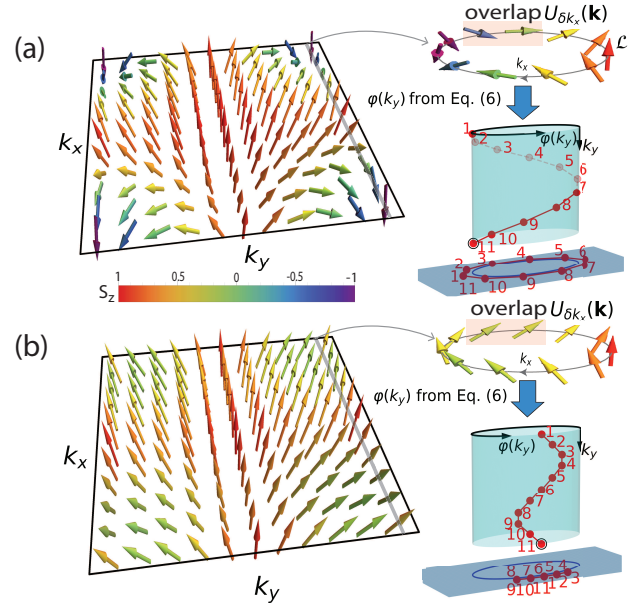 (a)
overlap U_{δk_x}(k)
k_x
ℒ
φ(k_y) from Eq. (6)
1
2
3
4
5
6
7
8
9
10
11
φ(k_y)
k_y
k_x
k_y
S_z
1
0.5
0
-0.5
-1
2 3 4 5 6
1 7
11 10 9 8
(b)
overlap U_{δk_x}(k)
k_x
φ(k_y) from Eq. (6)
1
2
3
4
5
6
7
8
9
10
11
φ(k_y)
k_y
k_x
k_y
8 7 6 5 4
9 10 11 1 2 3